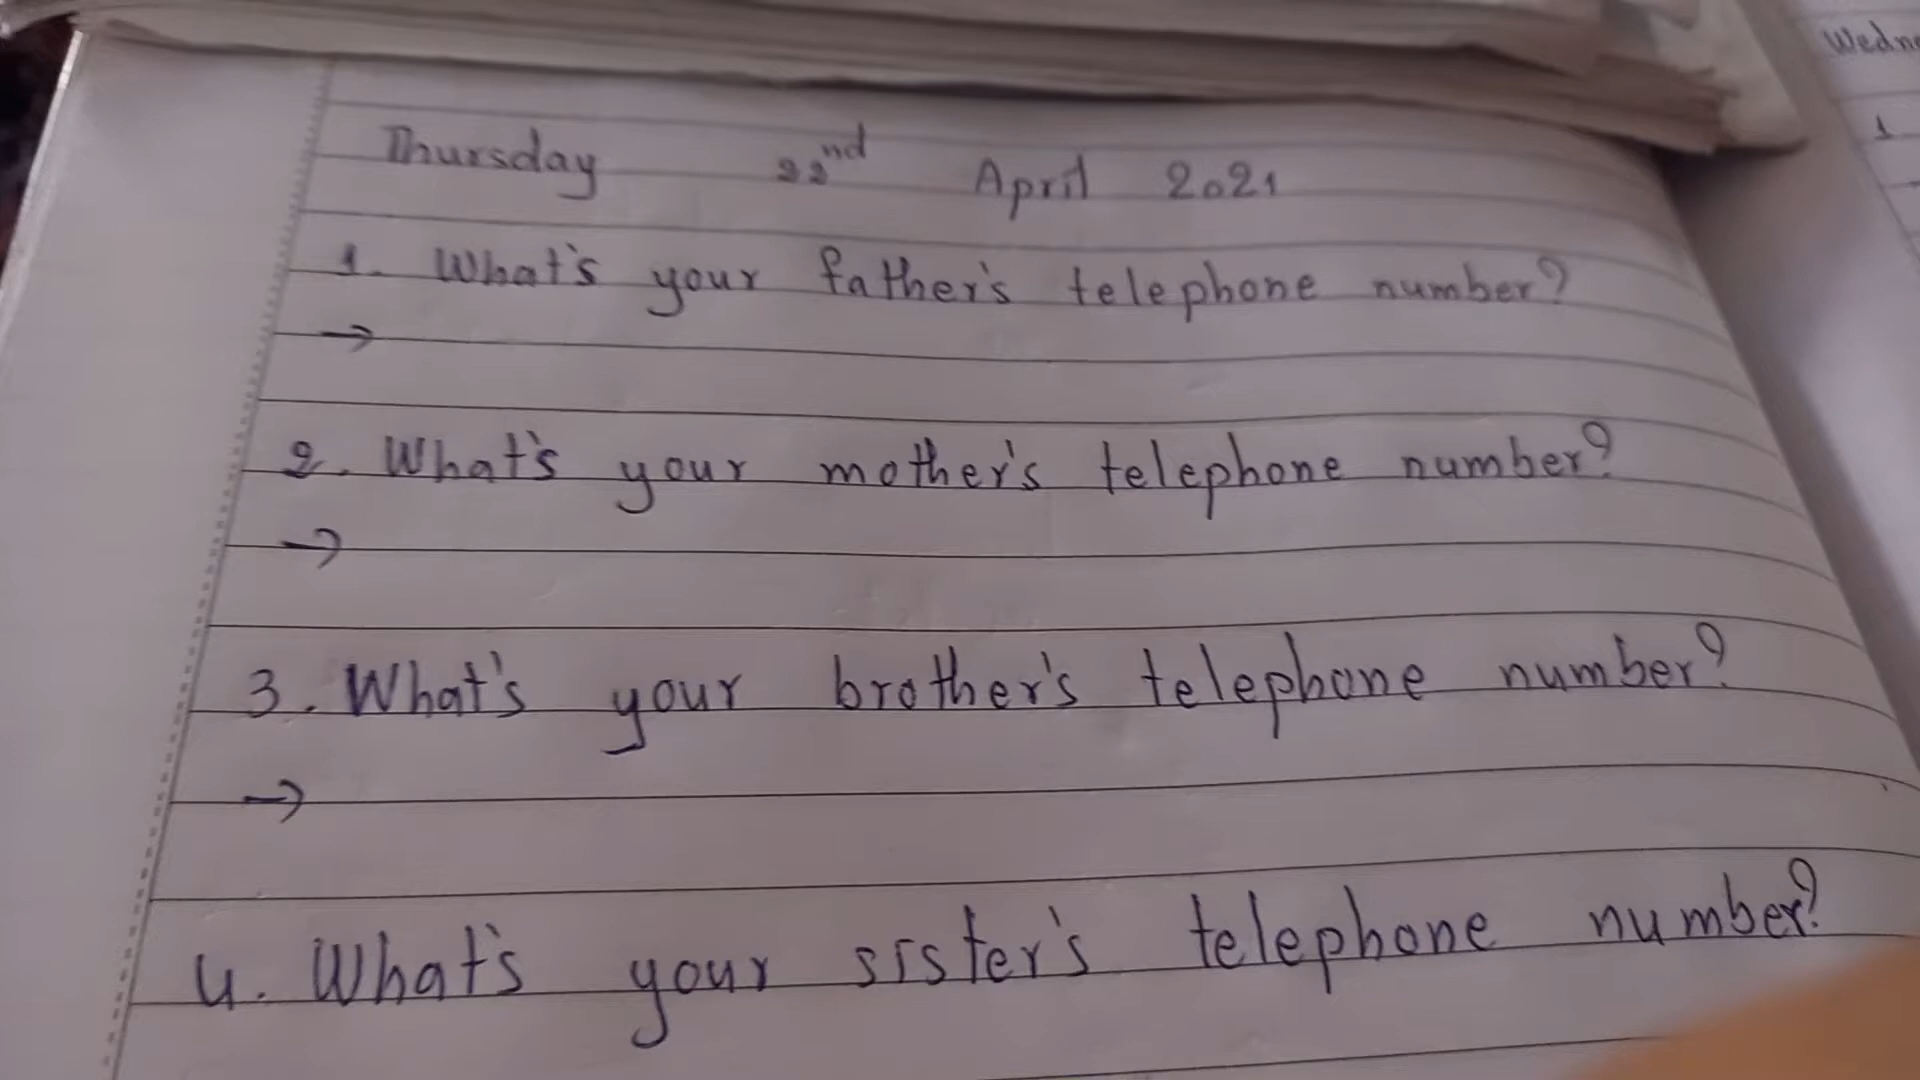 Thursday 22nd April 2021
1. What's your father's telephone number?
→
2. What's your mother's telephone number?
→
3. What's your brother's telephone number?
→
4. What's your sister's telephone number?
1